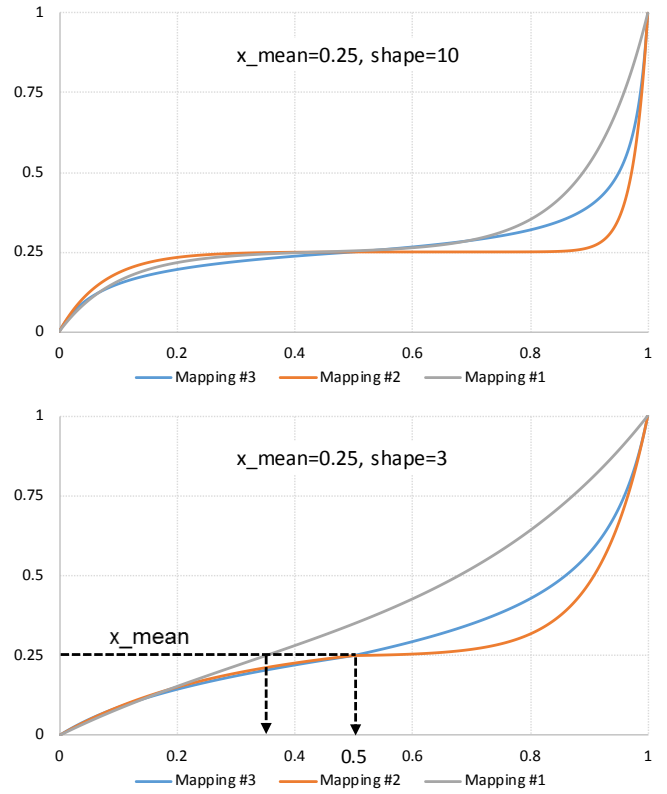 1
x_mean=0.25, shape=10
0.75
0.5
0.25
0
0 0.2 0.4 0.6 0.8 1
Mapping #3 Mapping #2 Mapping #1
1
x_mean=0.25, shape=3
0.75
0.5
x_mean
0.25
0
0 0.2 0.4 0.5 0.6 0.8 1
Mapping #3 Mapping #2 Mapping #1